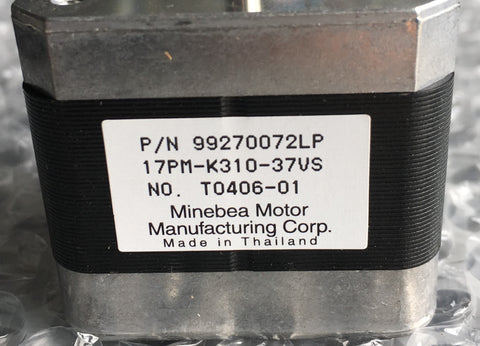 P/N 99270072LP
17PM-K310-37VS
NO. T0406-01
Minebea Motor
Manufacturing Corp.
Made in Thailand